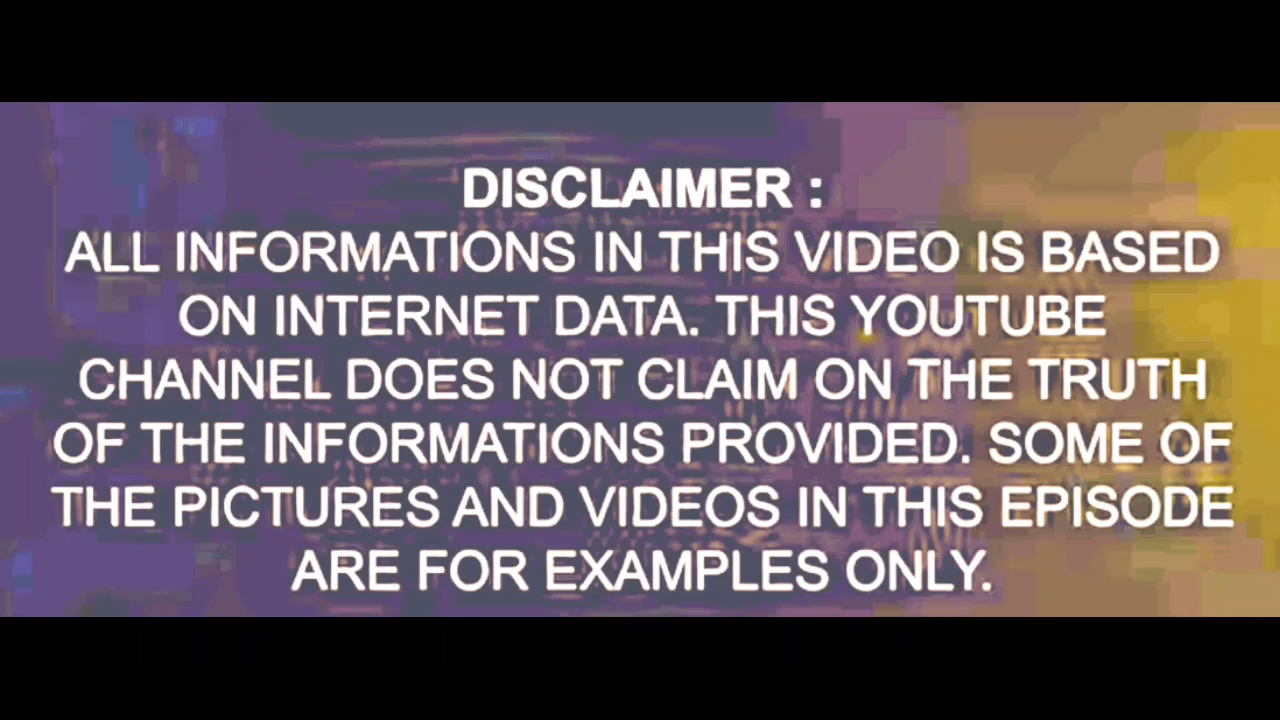 DISCLAIMER :
ALL INFORMATIONS IN THIS VIDEO IS BASED
ON INTERNET DATA. THIS YOUTUBE
CHANNEL DOES NOT CLAIM ON THE TRUTH
OF THE INFORMATIONS PROVIDED. SOME OF
THE PICTURES AND VIDEOS IN THIS EPISODE
ARE FOR EXAMPLES ONLY.